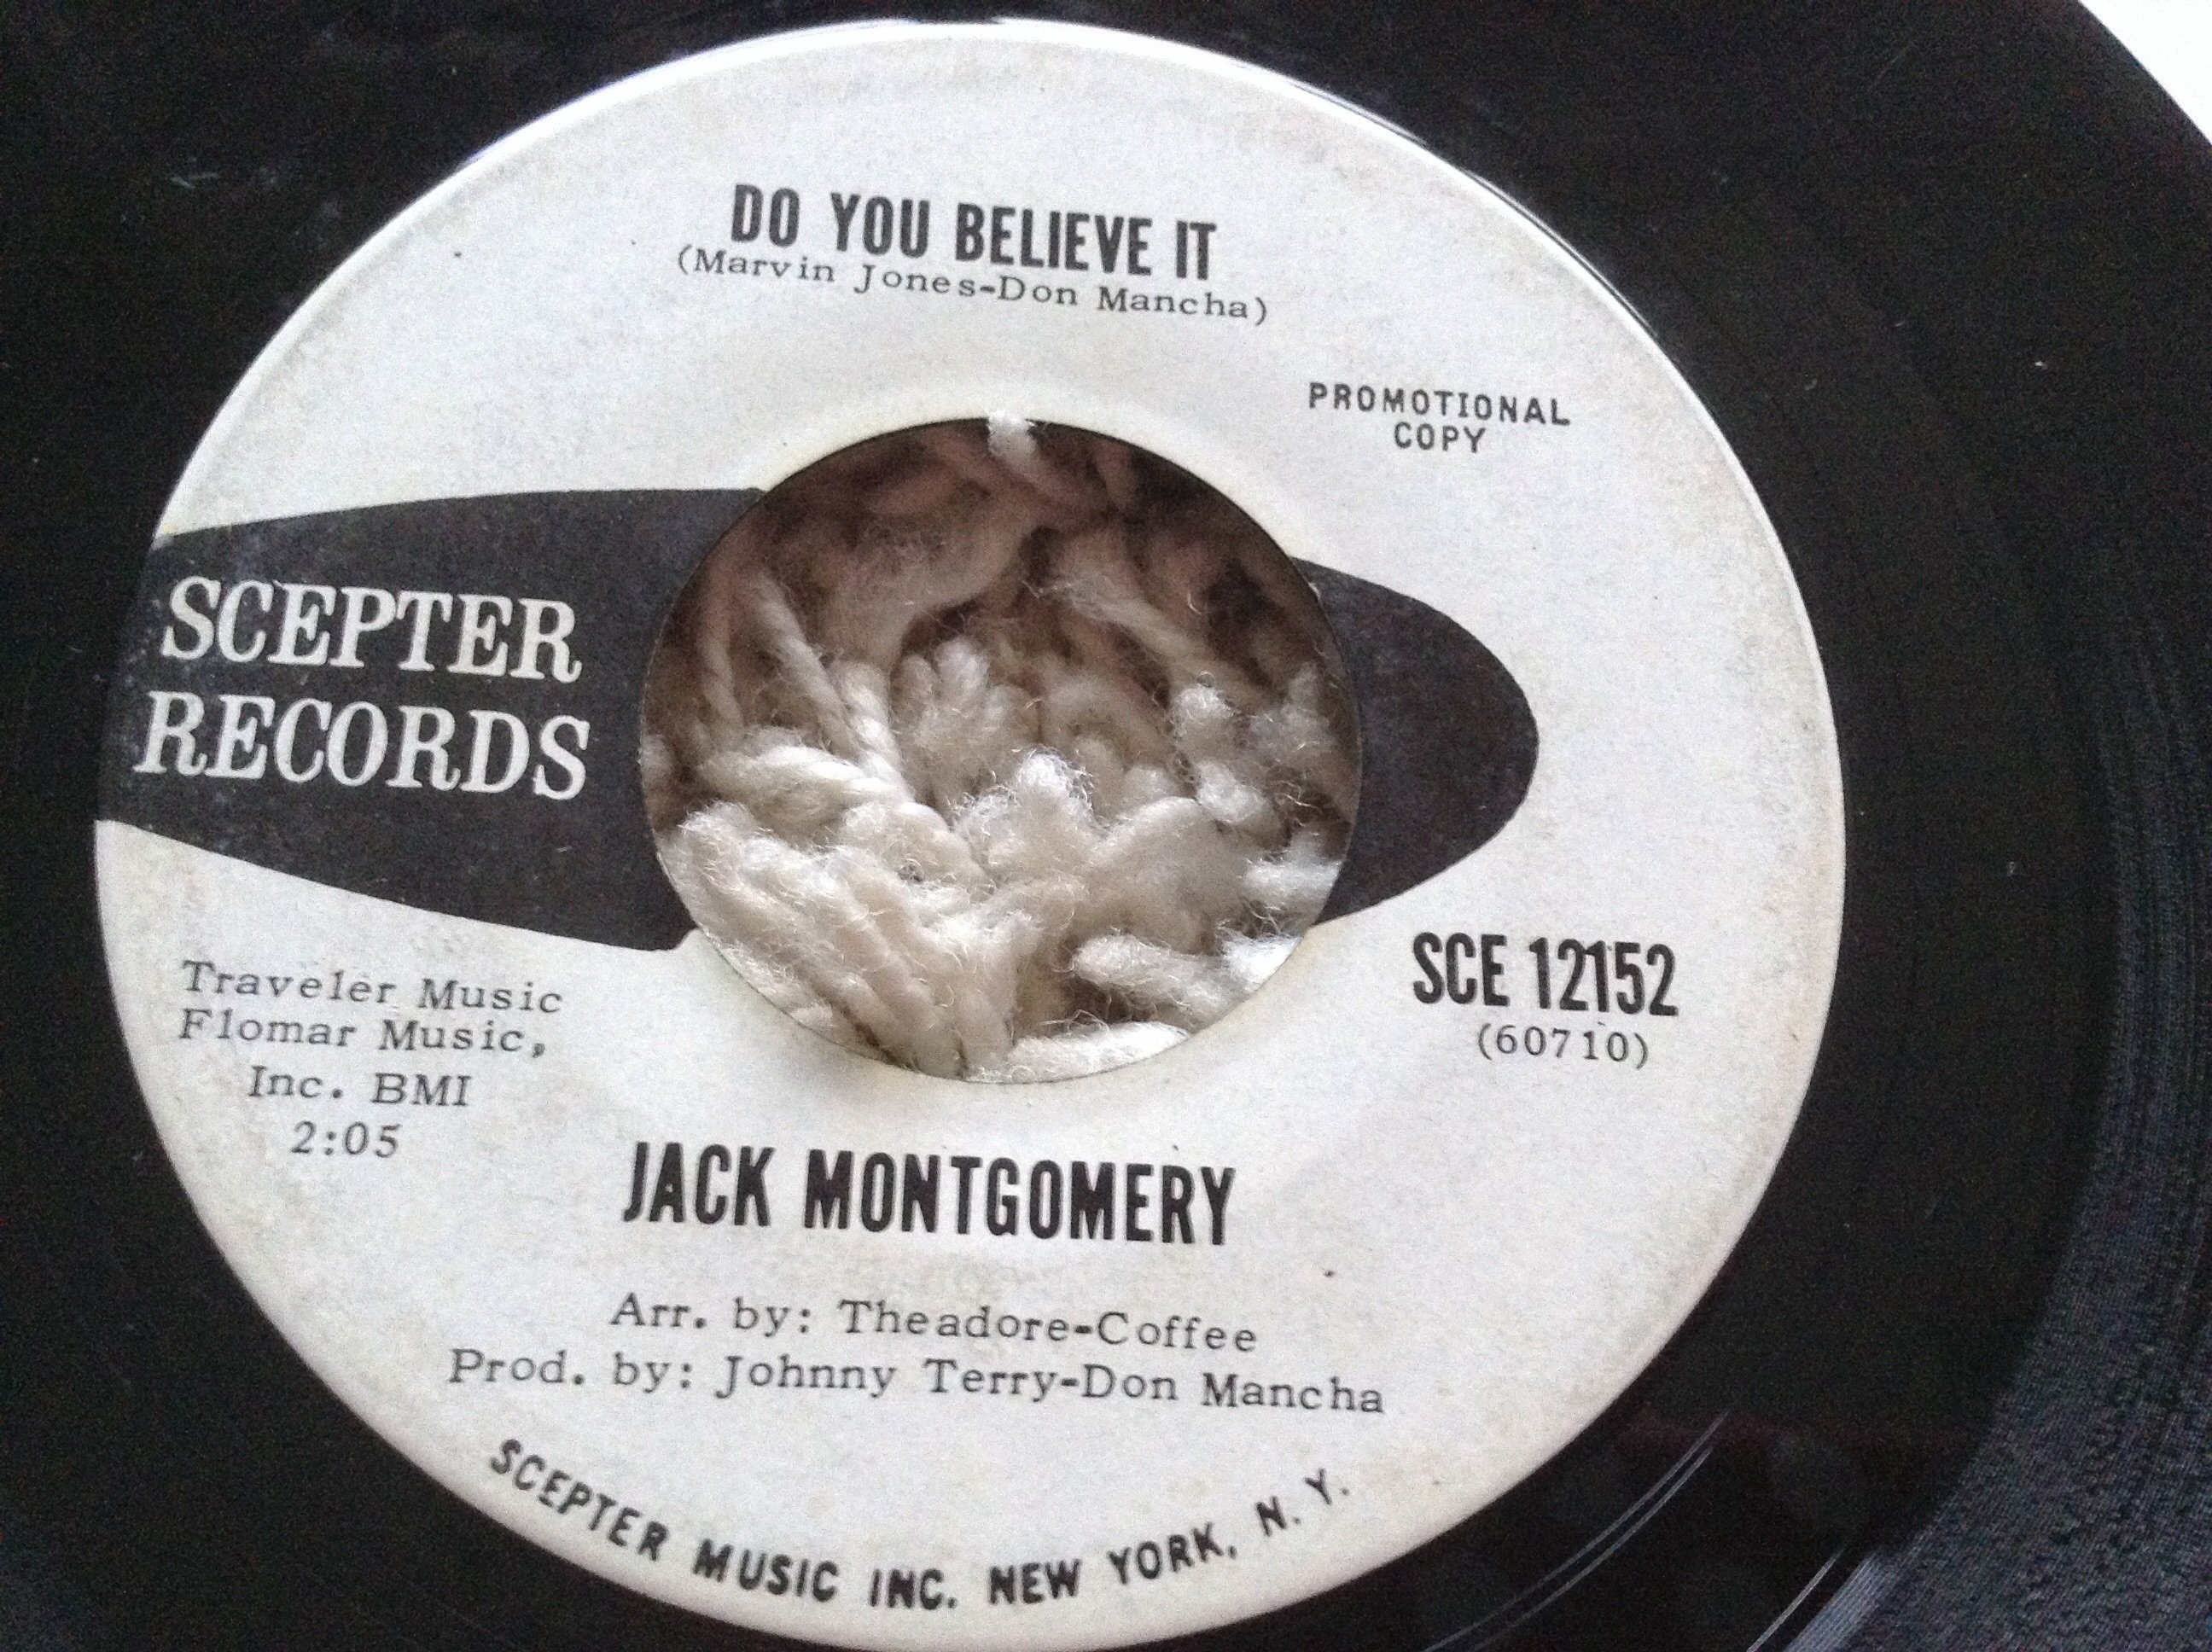 DO YOU BELIEVE IT
(Marvin Jones-Don Mancha)
PROMOTIONAL
COPY
SCEPTER
RECORDS
Traveler Music
Flomar Music,
Inc. BMI
2:05
SCE 12152
(60710)
JACK MONTGOMERY
Arr. by: Theadore-Coffee
Prod. by: Johnny Terry-Don Mancha
SCEPTER MUSIC INC. NEW YORK, N. Y.